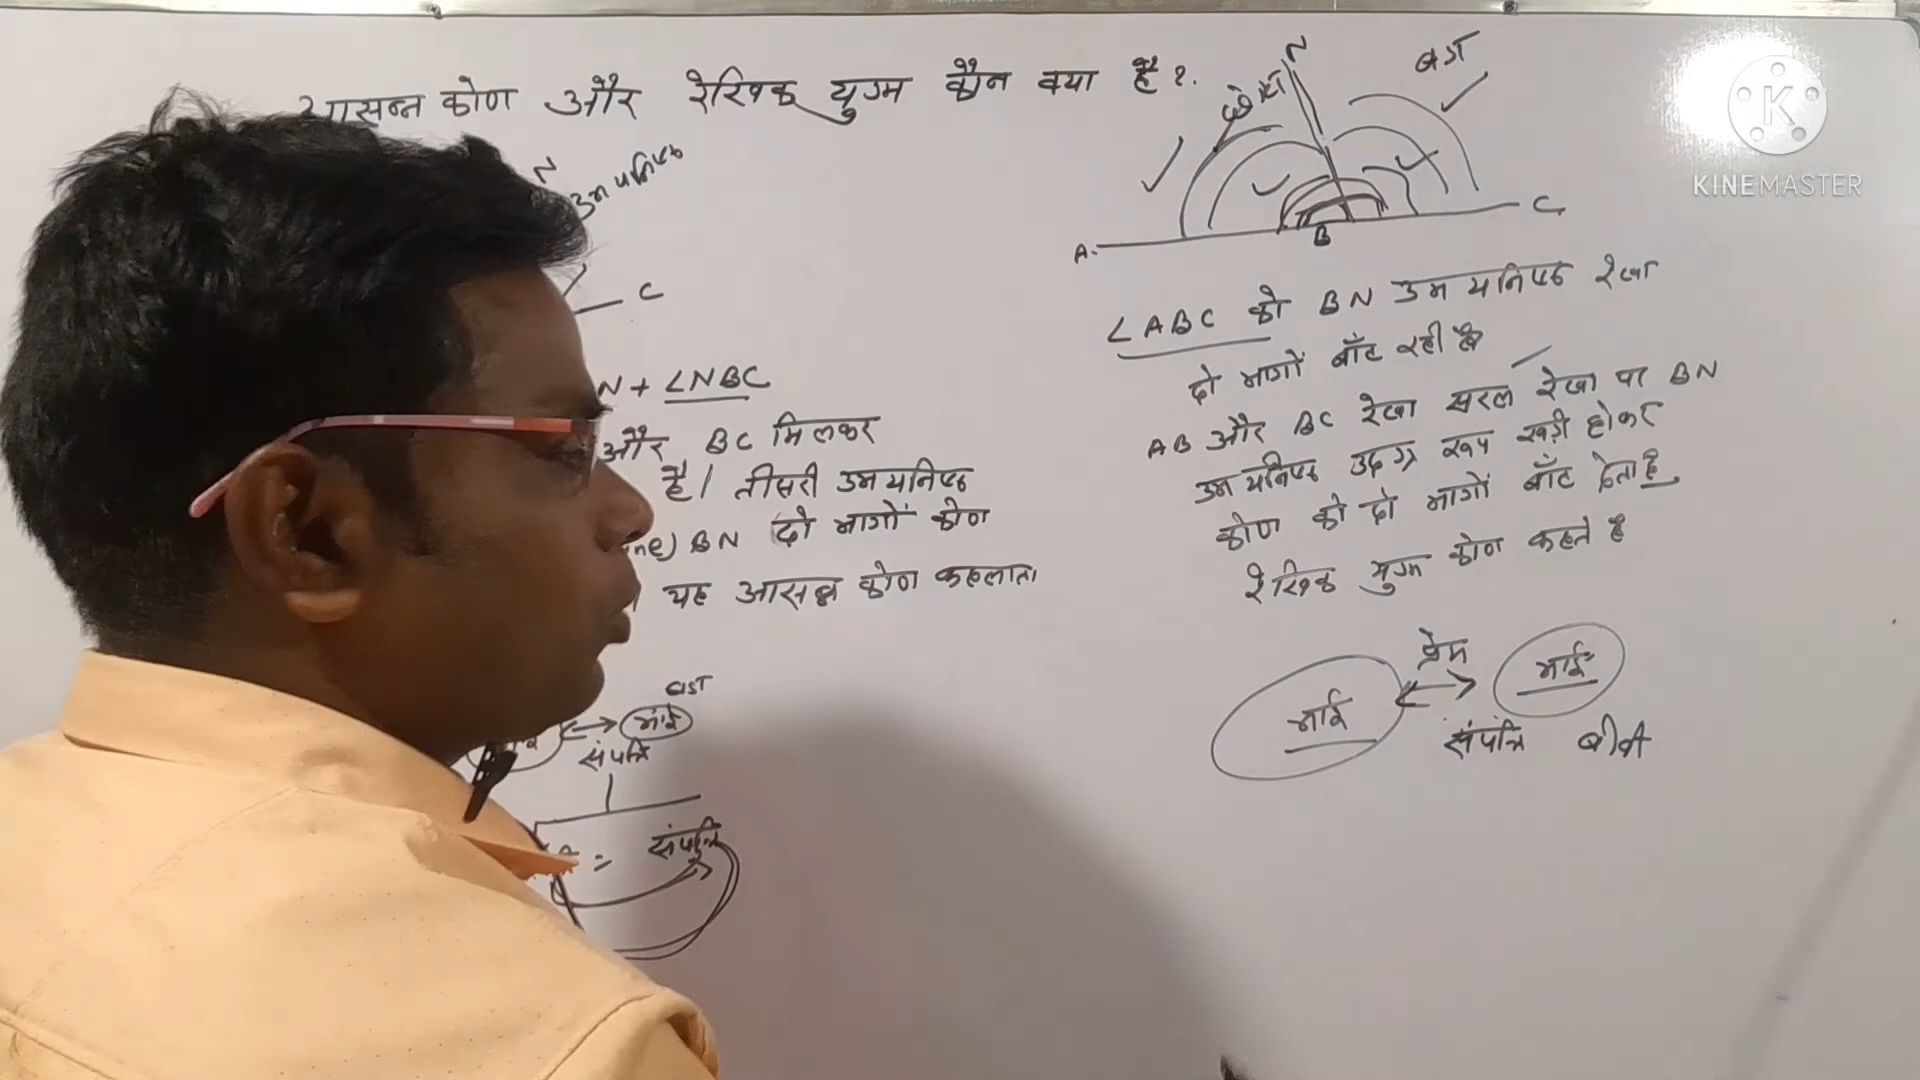 आसन्न कोण और रैखिक युग्म कौन क्या है ?
N
उभयनिष्ठ
C
N + ∠NBC
और BC मिलकर
है। तीसरी उभयनिष्ठ
ine) BN दो भागों कोण
यह आसन्न कोण कहलाता
भाई
संपत्ति
संपत्ति
N
छोटा
बड़ा
A
B
C
∠ABC को BN उभयनिष्ठ रेखा
दो भागों बाँट रही है
AB और BC रेखा सरल रेखा पर BN
उभयनिष्ठ उदग्र रूप खड़ी होकर
कोण को दो भागों बाँट देता है
रैखिक युग्म कोण कहते है
भाई प्रेम भाई
संपत्ति बीबी
KINEMASTER